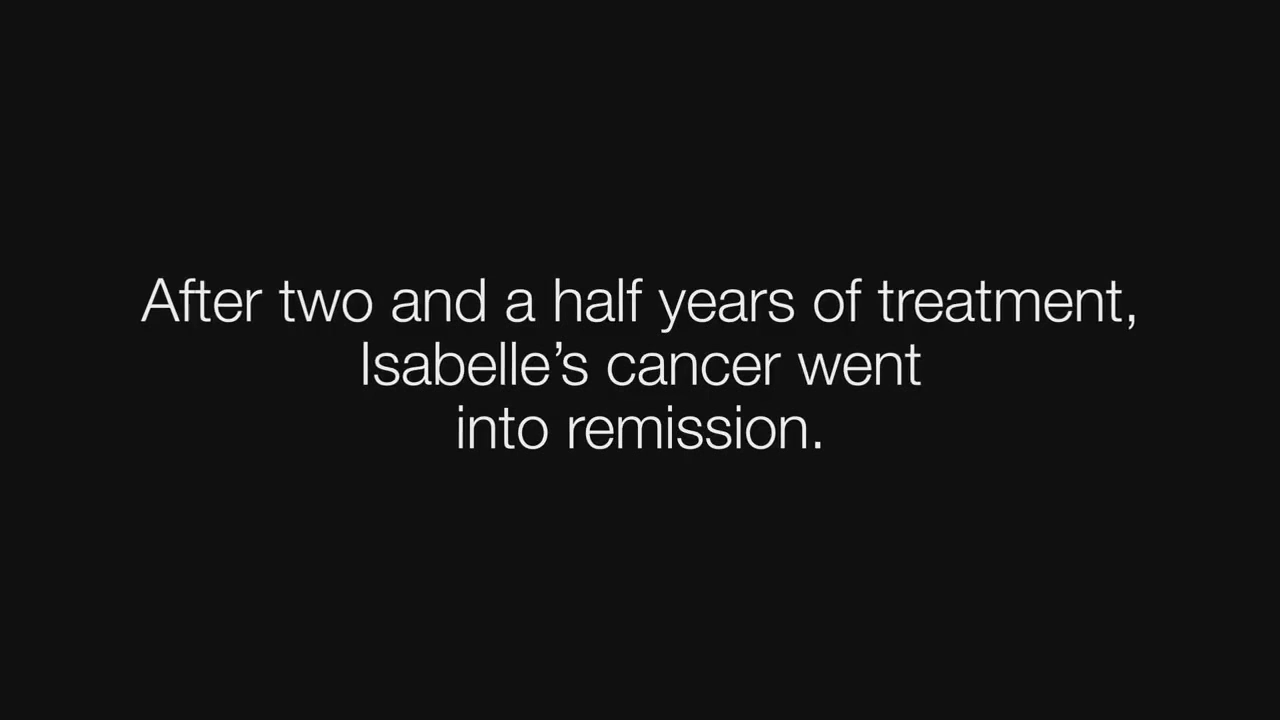 After two and a half years of treatment,
Isabelle’s cancer went
into remission.